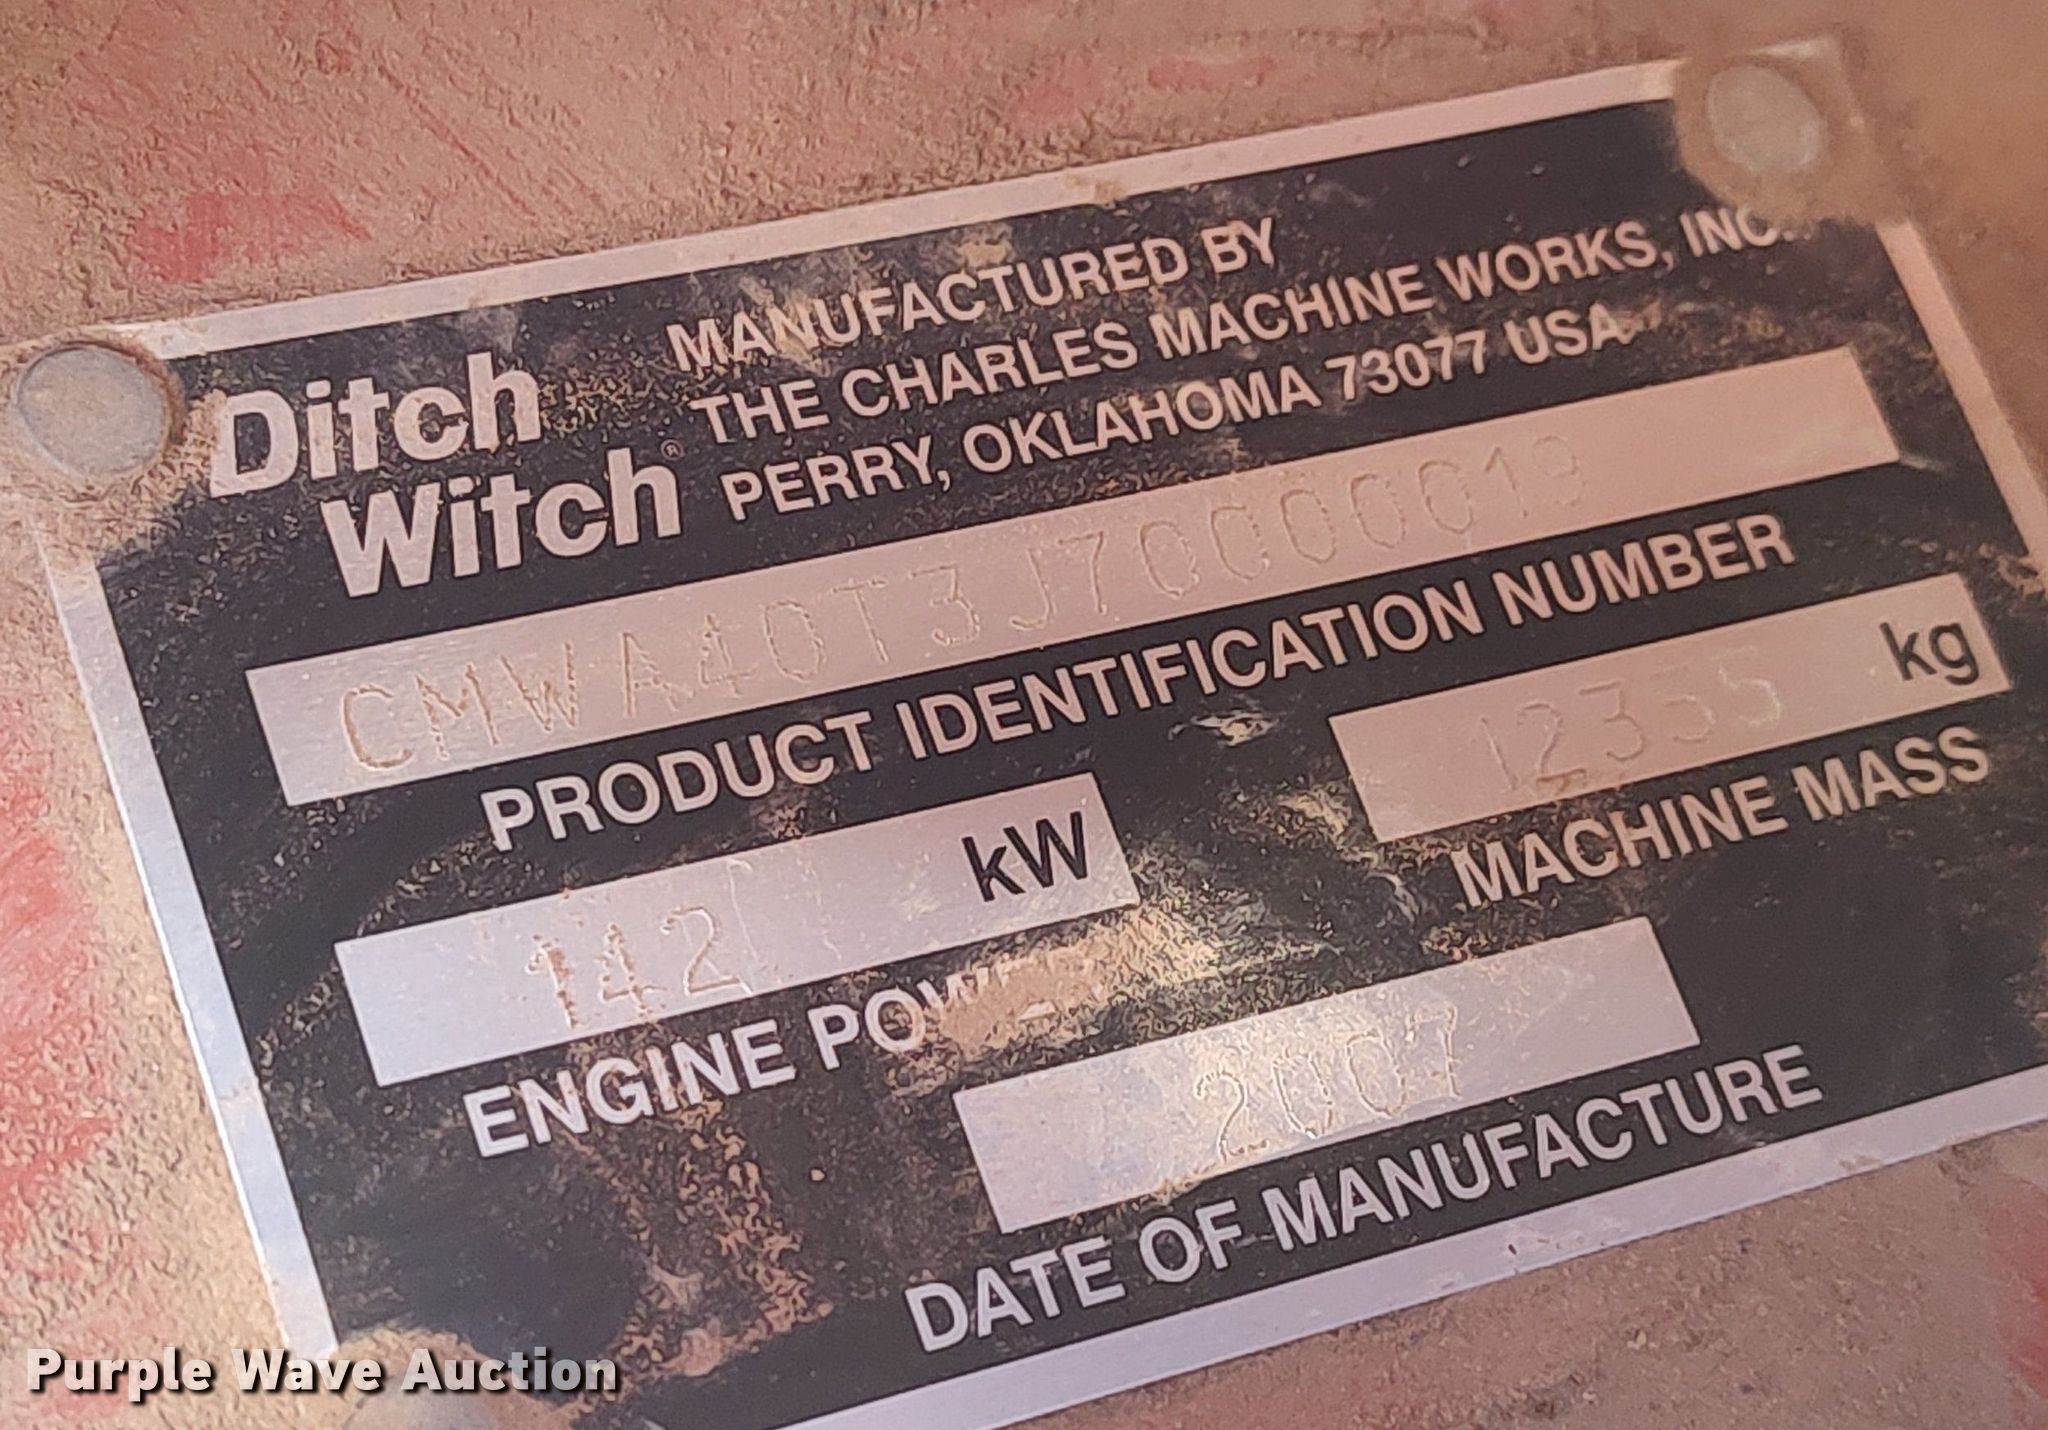 Ditch
Witch®
MANUFACTURED BY
THE CHARLES MACHINE WORKS, INC.
PERRY, OKLAHOMA 73077 USA
CMWA40T3J70000019
PRODUCT IDENTIFICATION NUMBER
142 kW
ENGINE POWER
12355 kg
MACHINE MASS
2007
DATE OF MANUFACTURE
Purple Wave Auction